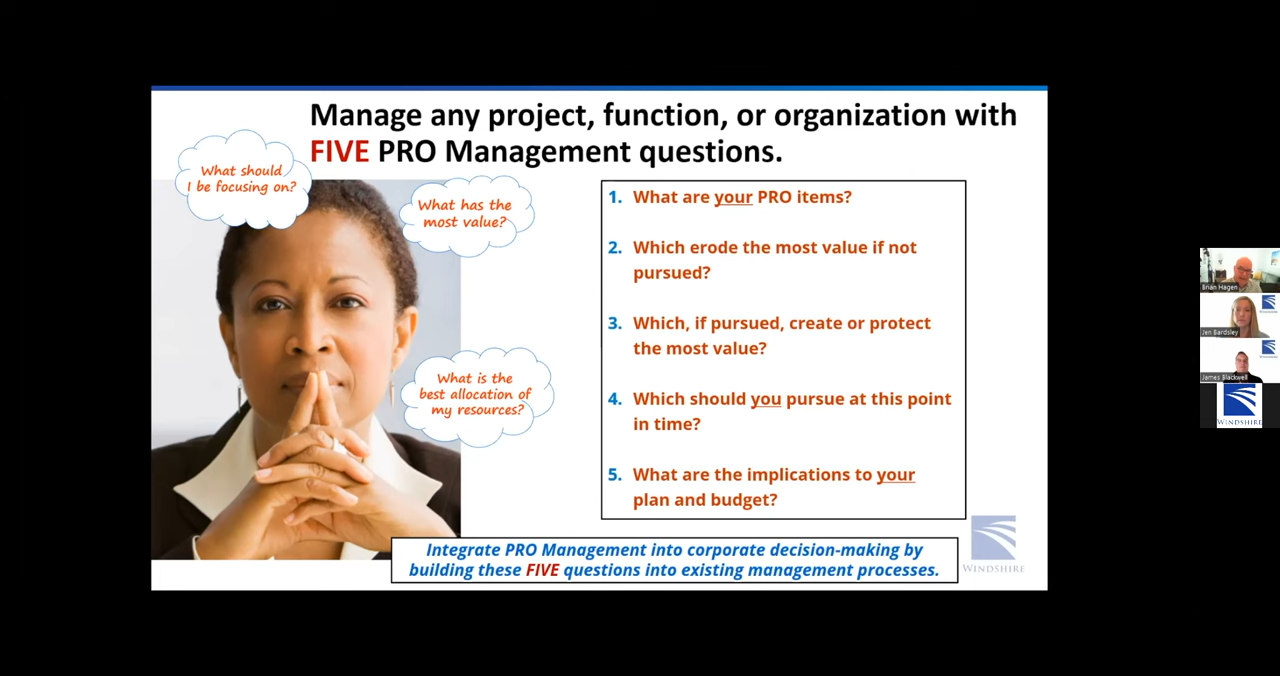 Manage any project, function, or organization with
FIVE PRO Management questions.
What should
I be focusing on?
What has the
most value?
What is the
best allocation of
my resources?
1. What are your PRO items?
2. Which erode the most value if not
pursued?
3. Which, if pursued, create or protect
the most value?
4. Which should you pursue at this point
in time?
5. What are the implications to your
plan and budget?
Integrate PRO Management into corporate decision-making by
building these FIVE questions into existing management processes.
WINDSHIRE
Brian Hagen
Jen Bardsley
James Blackwell
WINDSHIRE